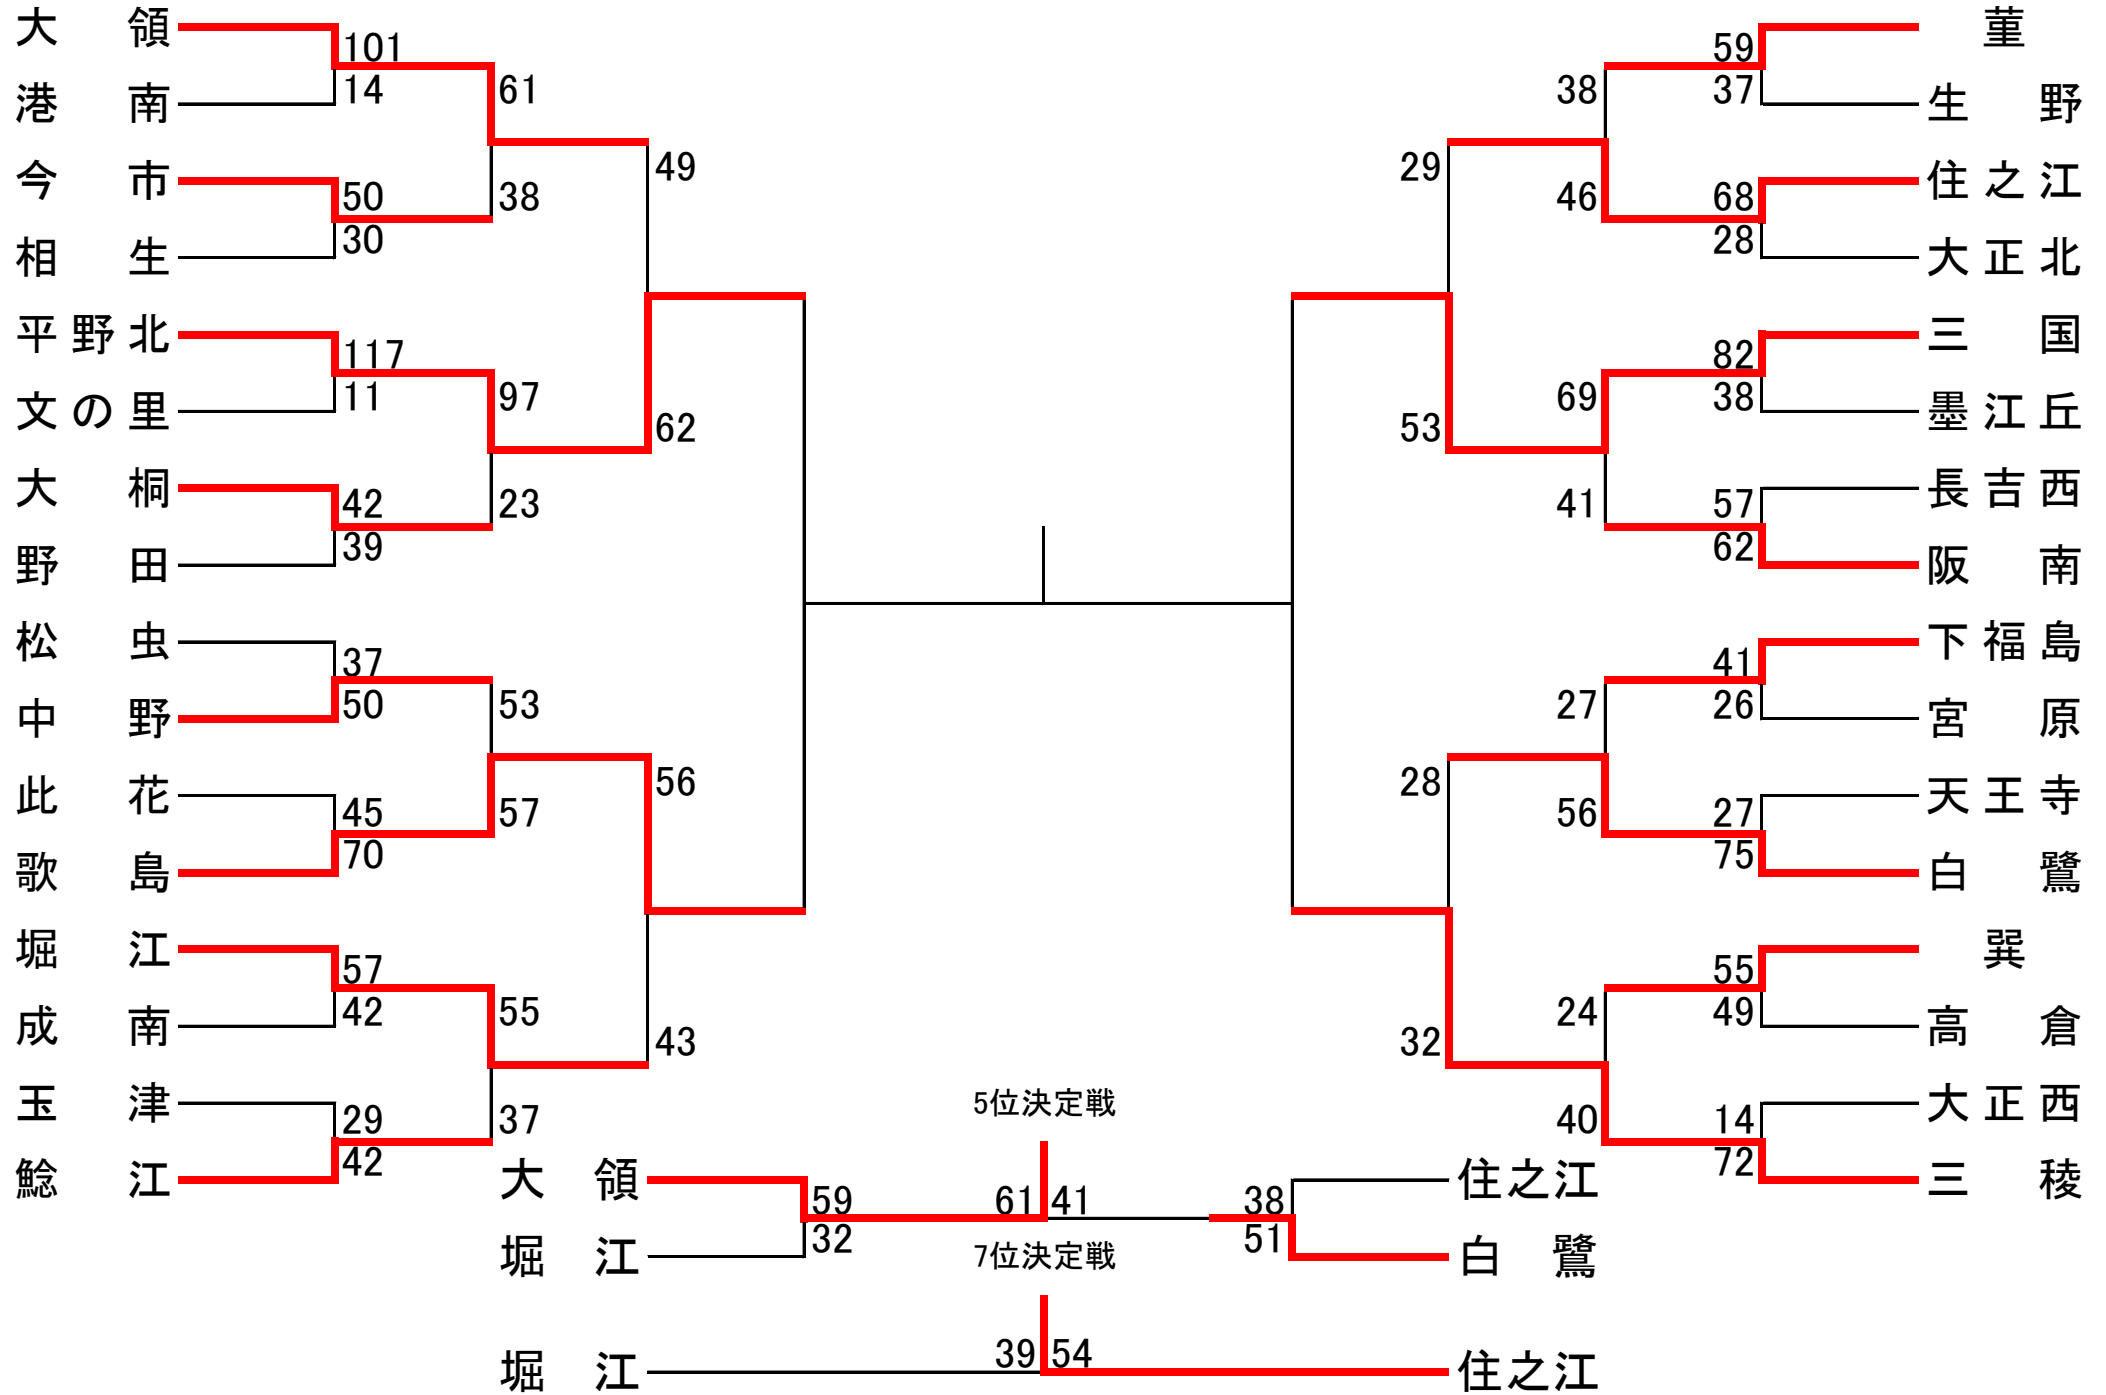 大領
101
14
港南
61
今市
50
30
相生
38
49
平野北
117
11
文の里
97
大桐
42
39
野田
23
62
松虫
37
50
中野
53
此花
45
70
歌島
57
56
堀江
57
42
成南
55
玉津
29
42
鯰江
37
43
菫
59
37
生野
38
住之江
68
28
大正北
46
29
三国
82
38
墨江丘
69
長吉西
57
62
阪南
41
53
下福島
41
26
宮原
27
天王寺
27
75
白鷺
56
28
巽
55
49
高倉
24
大正西
14
72
三稜
40
32
5位決定戦
大領
59
32
堀江
61 41
38
51
住之江
白鷺
7位決定戦
堀江
39 54
住之江